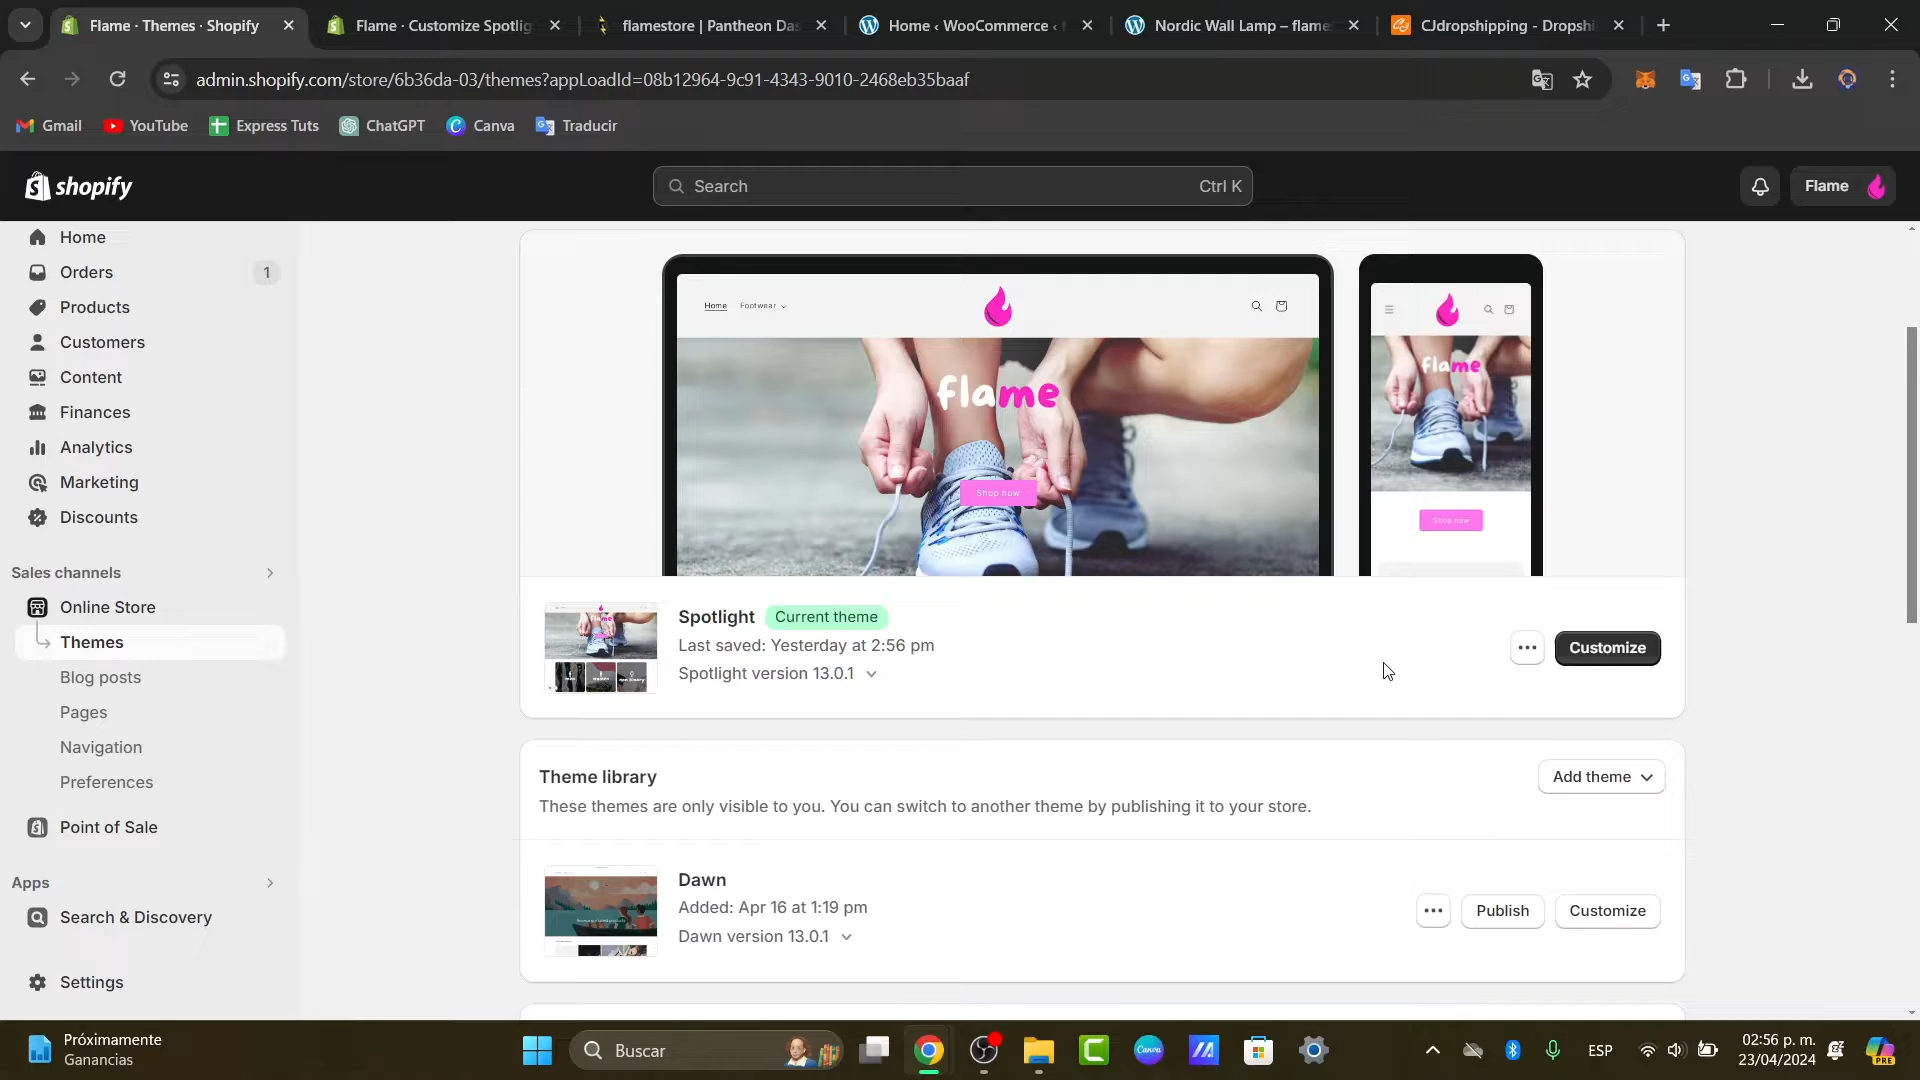 Flame · Themes · Shopify
Flame · Customize Spotlig
flamestore | Pantheon Das
Home ‹ WooCommerce ‹
Nordic Wall Lamp – flame
CJdropshipping - Dropshi
admin.shopify.com/store/6b36da-03/themes?appLoadId=08b12964-9c91-4343-9010-2468eb35baaf
Gmail
YouTube
Express Tuts
ChatGPT
Canva
Traducir
shopify
Search
Ctrl K
Flame
Home
Orders
1
Products
Customers
Content
Finances
Analytics
Marketing
Discounts
Sales channels
Online Store
Themes
Blog posts
Pages
Navigation
Preferences
Point of Sale
Apps
Search & Discovery
Settings
Home
Footwear
flame
Shop now
flame
Shop now
Spotlight
Current theme
Last saved: Yesterday at 2:56 pm
Spotlight version 13.0.1
Customize
Theme library
Add theme
These themes are only visible to you. You can switch to another theme by publishing it to your store.
Dawn
Added: Apr 16 at 1:19 pm
Dawn version 13.0.1
Publish
Customize
Próximamente
Ganancias
Buscar
Canva
ESP
02:56 p. m.
23/04/2024
PRE